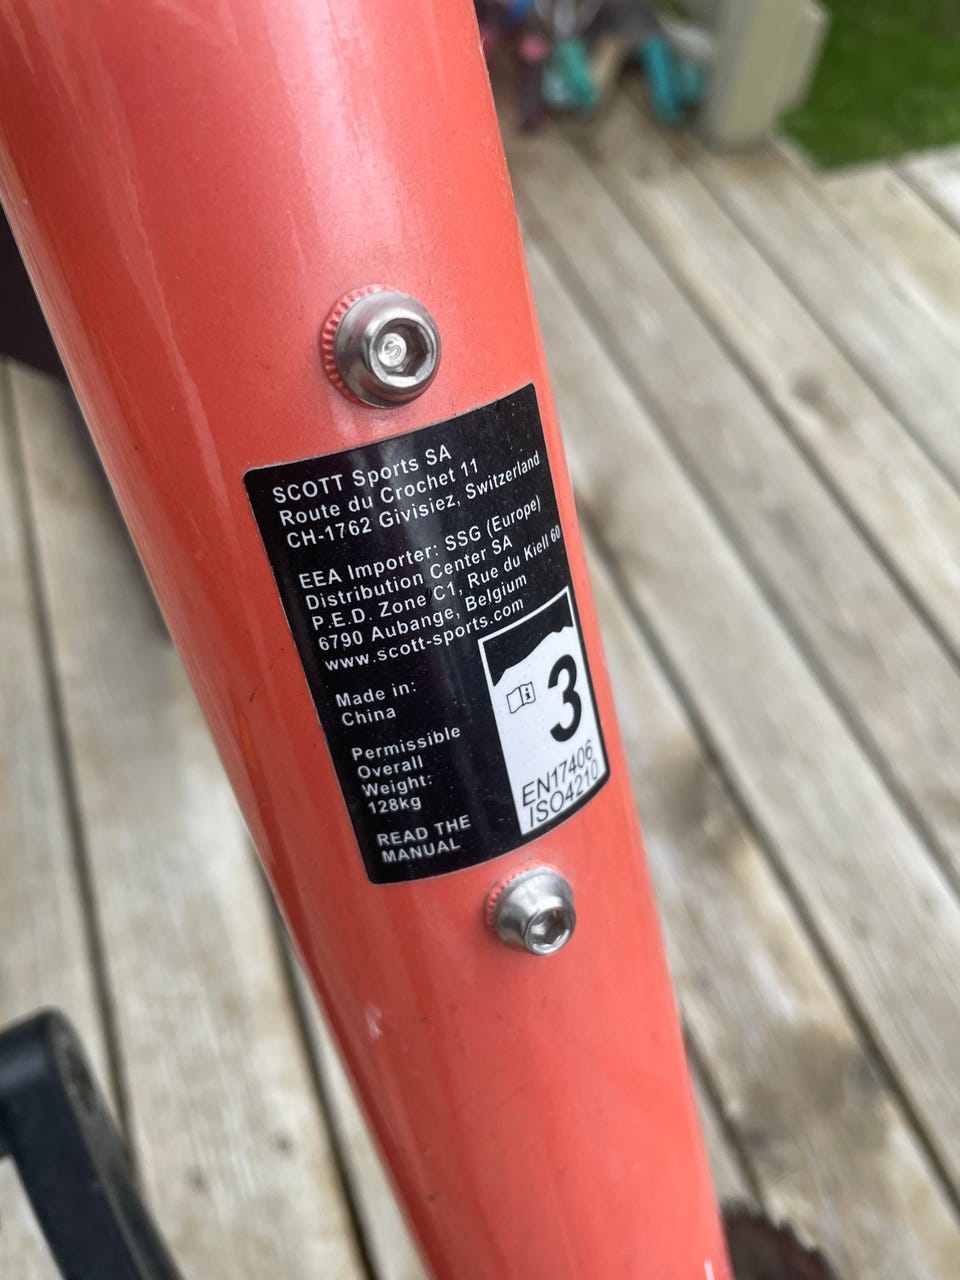 SCOTT Sports SA
Route du Crochet 11
CH-1762 Givisiez, Switzerland
EEA Importer: SSG (Europe)
Distribution Center SA
P.E.D. Zone C1, Rue du Kiell 60
6790 Aubange, Belgium
www.scott-sports.com
Made in:
China
Permissible
Overall
Weight:
128kg
READ THE
MANUAL
i
3
EN17406
ISO4210
S